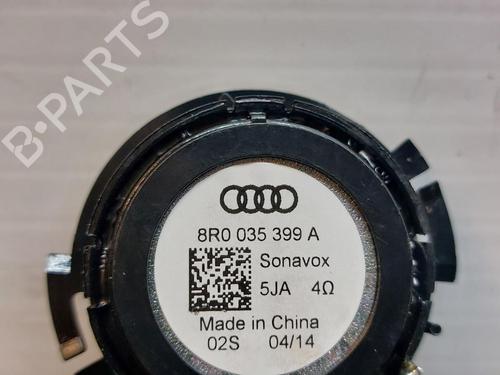 B-PARTS
8R0 035 399 A
Sonavox
5JA 4Ω
Made in China
02S 04/14